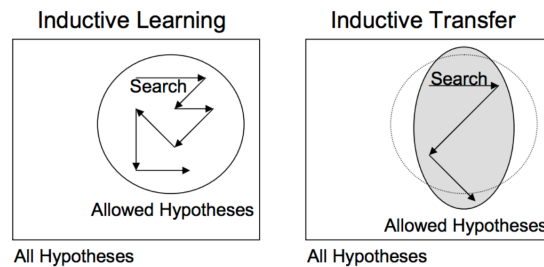 Inductive Learning
Search
Allowed Hypotheses
All Hypotheses
Inductive Transfer
Search
Allowed Hypotheses
All Hypotheses